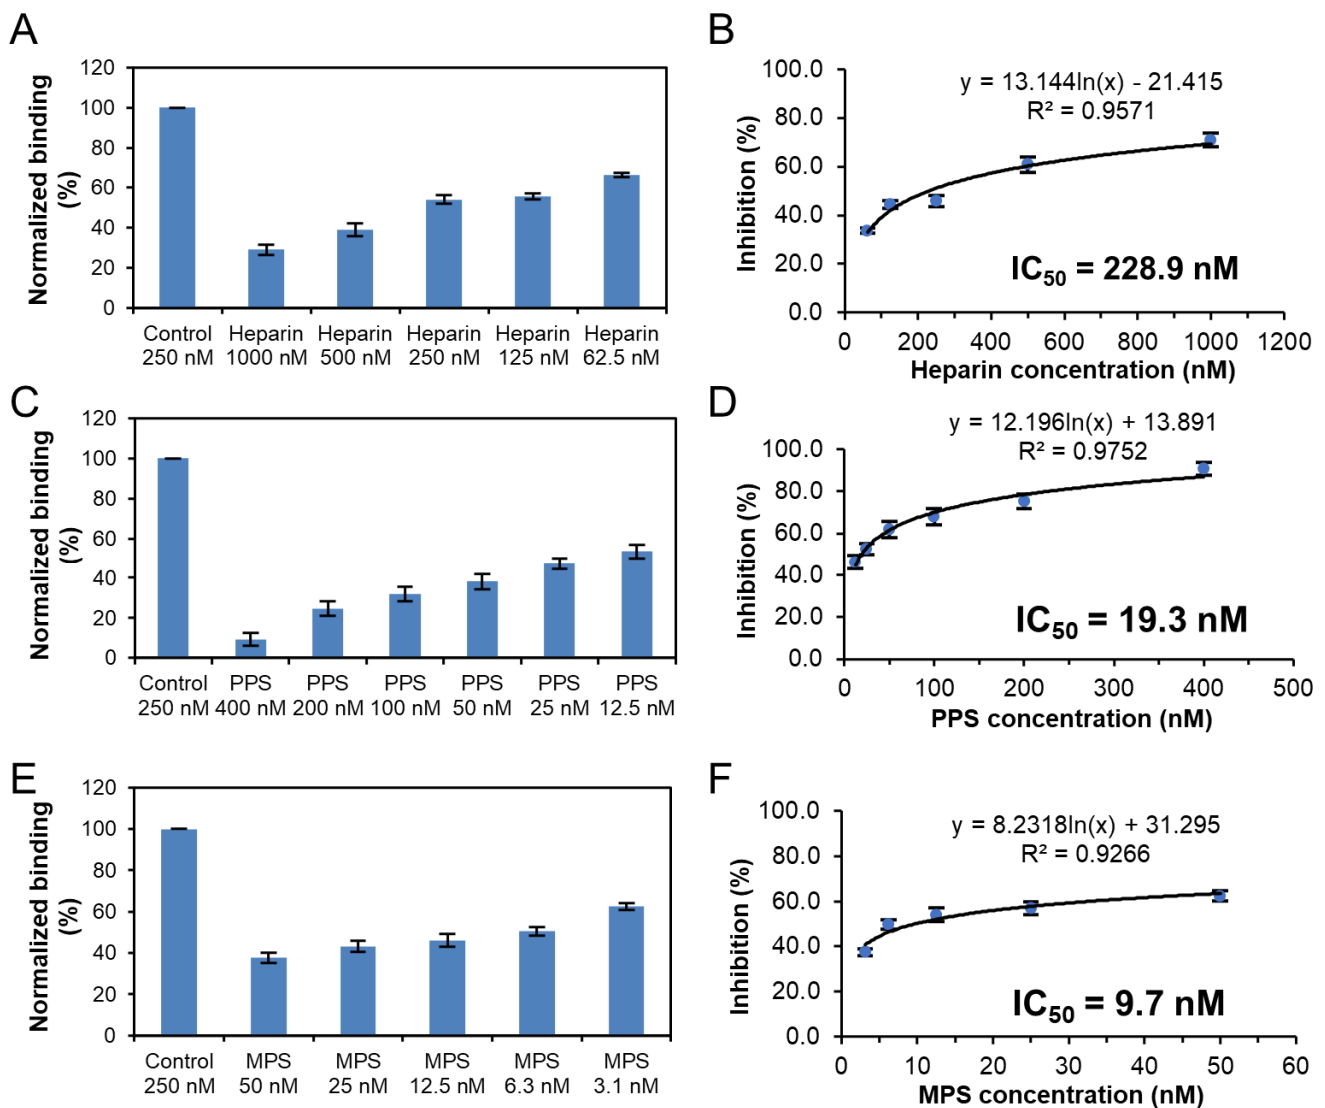 A
Normalized binding
(%)
120
100
80
60
40
20
0
Control
250 nM
Heparin
1000 nM
Heparin
500 nM
Heparin
250 nM
Heparin
125 nM
Heparin
62.5 nM
B
Inhibition (%)
100.0
80.0
60.0
40.0
20.0
0.0
y = 13.144ln(x) - 21.415
R² = 0.9571
IC₅₀ = 228.9 nM
0 200 400 600 800 1000 1200
Heparin concentration (nM)
C
Normalized binding
(%)
120
100
80
60
40
20
0
Control
250 nM
PPS
400 nM
PPS
200 nM
PPS
100 nM
PPS
50 nM
PPS
25 nM
PPS
12.5 nM
D
Inhibition (%)
100.0
80.0
60.0
40.0
20.0
0.0
y = 12.196ln(x) + 13.891
R² = 0.9752
IC₅₀ = 19.3 nM
0 100 200 300 400 500
PPS concentration (nM)
E
Normalized binding
(%)
120
100
80
60
40
20
0
Control
250 nM
MPS
50 nM
MPS
25 nM
MPS
12.5 nM
MPS
6.3 nM
MPS
3.1 nM
F
Inhibition (%)
100.0
80.0
60.0
40.0
20.0
0.0
y = 8.2318ln(x) + 31.295
R² = 0.9266
IC₅₀ = 9.7 nM
0 10 20 30 40 50 60
MPS concentration (nM)